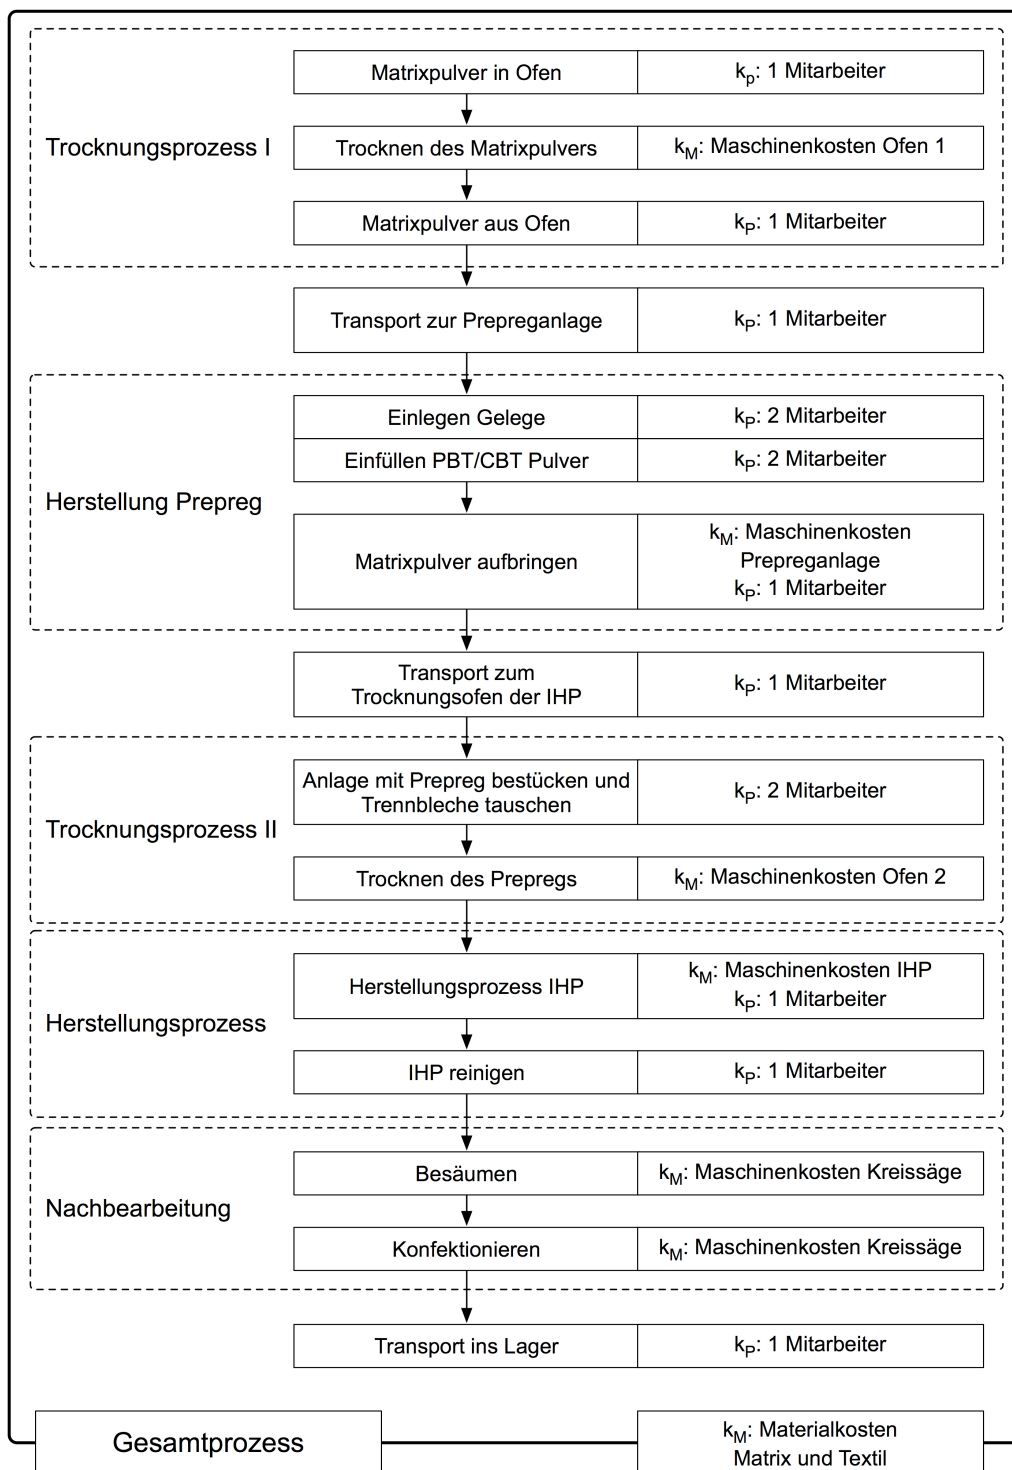 Trocknungsprozess I
Matrixpulver in Ofen
kp: 1 Mitarbeiter
Trocknen des Matrixpulvers
kM: Maschinenkosten Ofen 1
Matrixpulver aus Ofen
kP: 1 Mitarbeiter
Transport zur Prepreganlage
kP: 1 Mitarbeiter
Herstellung Prepreg
Einlegen Gelege
kP: 2 Mitarbeiter
Einfüllen PBT/CBT Pulver
kP: 2 Mitarbeiter
Matrixpulver aufbringen
kM: Maschinenkosten
Prepreganlage
kP: 1 Mitarbeiter
Transport zum
Trocknungsofen der IHP
kP: 1 Mitarbeiter
Trocknungsprozess II
Anlage mit Prepreg bestücken und
Trennbleche tauschen
kP: 2 Mitarbeiter
Trocknen des Prepregs
kM: Maschinenkosten Ofen 2
Herstellungsprozess
Herstellungsprozess IHP
kM: Maschinenkosten IHP
kP: 1 Mitarbeiter
IHP reinigen
kP: 1 Mitarbeiter
Nachbearbeitung
Besäumen
kM: Maschinenkosten Kreissäge
Konfektionieren
kM: Maschinenkosten Kreissäge
Transport ins Lager
kP: 1 Mitarbeiter
Gesamtprozess
kM: Materialkosten
Matrix und Textil